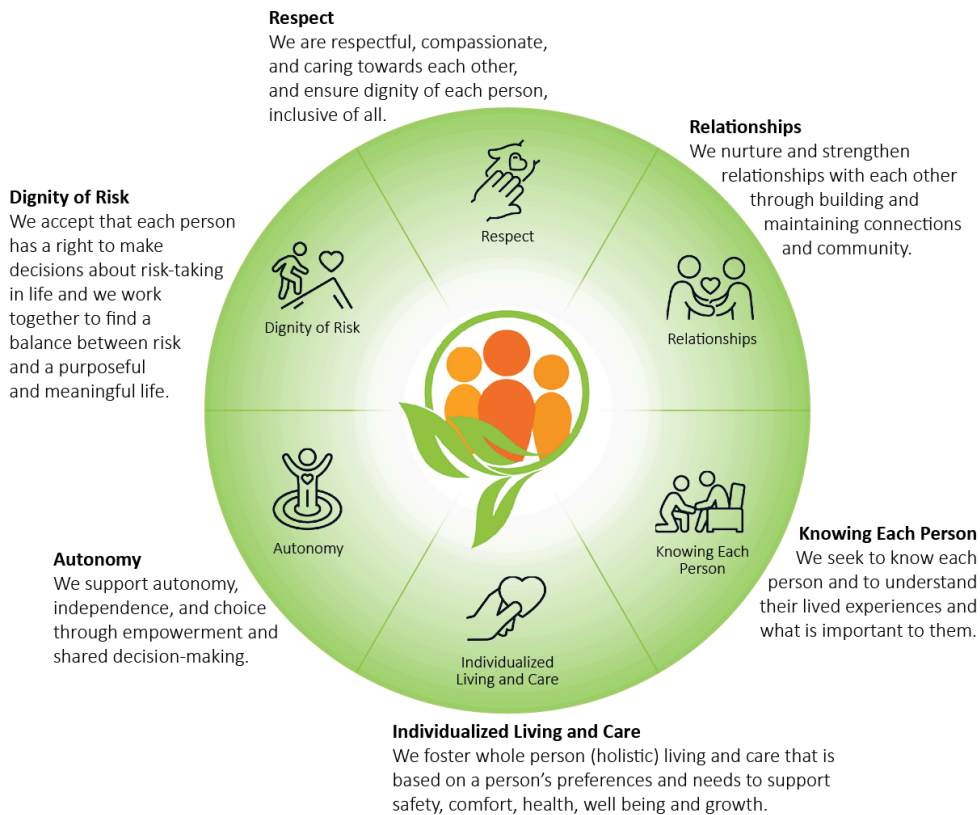 Respect
We are respectful, compassionate,
and caring towards each other,
and ensure dignity of each person,
inclusive of all.
Relationships
We nurture and strengthen
relationships with each other
through building and
maintaining connections
and community.
Dignity of Risk
We accept that each person
has a right to make
decisions about risk-taking
in life and we work
together to find a
balance between risk
and a purposeful
and meaningful life.
Respect
Dignity of Risk
Relationships
Autonomy
Knowing Each
Person
Individualized
Living and Care
Knowing Each Person
We seek to know each
person and to understand
their lived experiences and
what is important to them.
Autonomy
We support autonomy,
independence, and choice
through empowerment and
shared decision-making.
Individualized Living and Care
We foster whole person (holistic) living and care that is
based on a person's preferences and needs to support
safety, comfort, health, well being and growth.